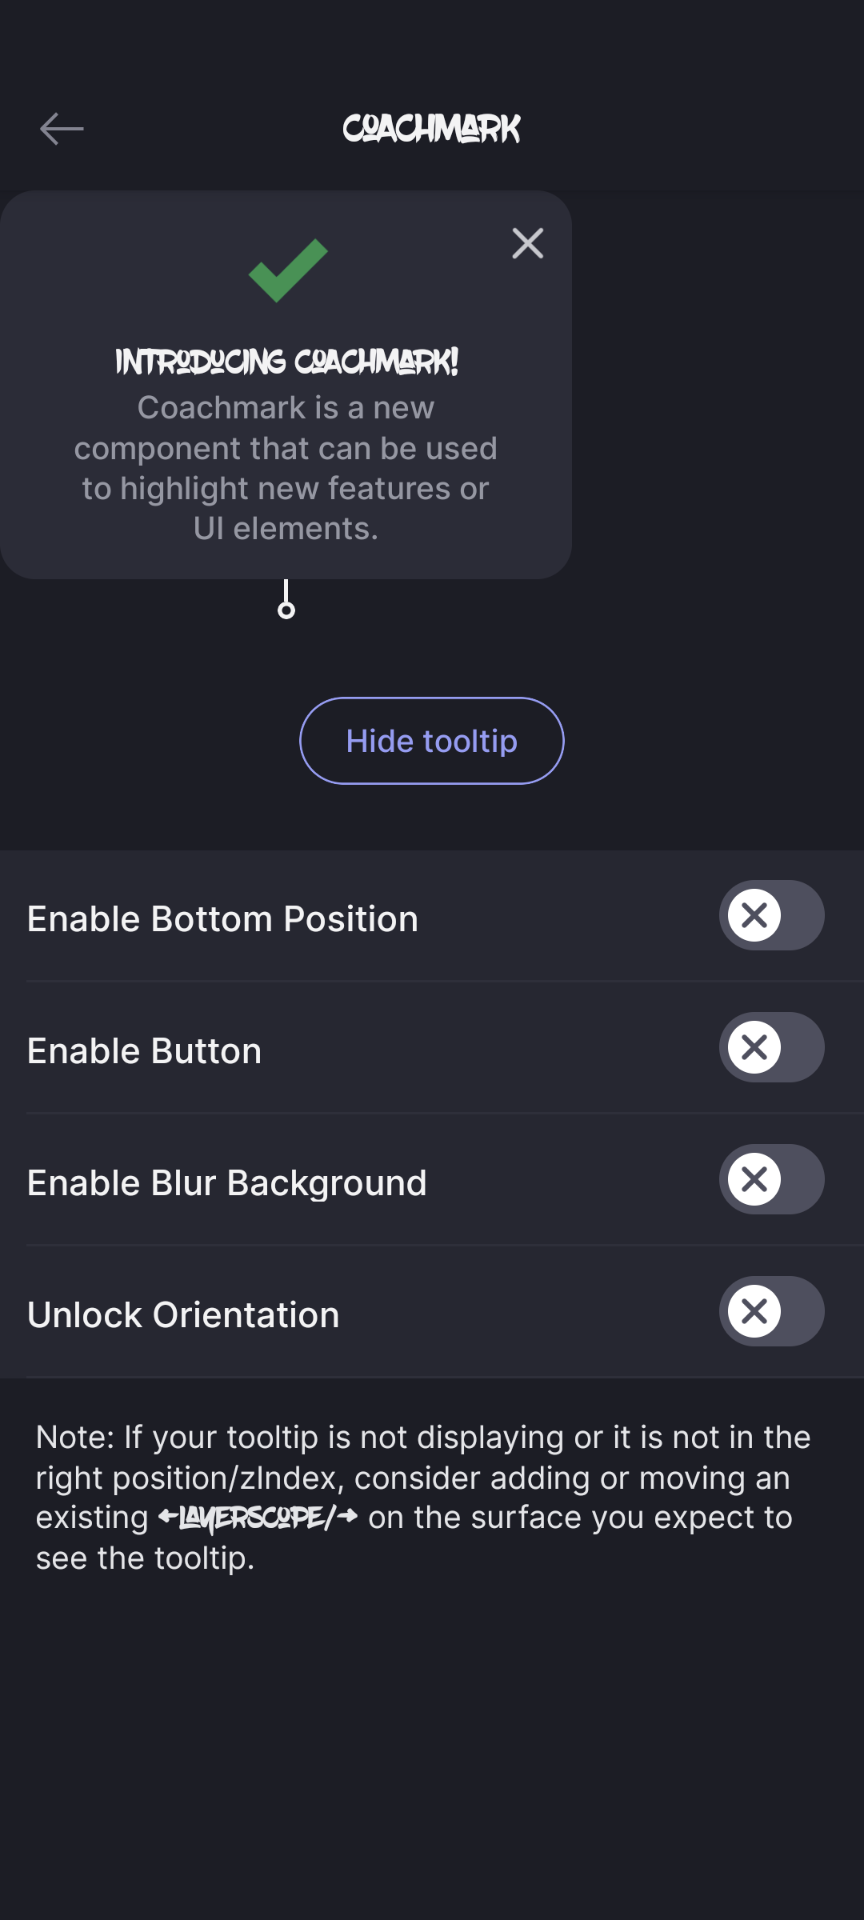 COACHMARK
INTRODUCING COACHMARK!
Coachmark is a new
component that can be used
to highlight new features or
UI elements.
Hide tooltip
Enable Bottom Position
Enable Button
Enable Blur Background
Unlock Orientation
Note: If your tooltip is not displaying or it is not in the
right position/zIndex, consider adding or moving an
existing ←LAYERSCOPE/→ on the surface you expect to
see the tooltip.